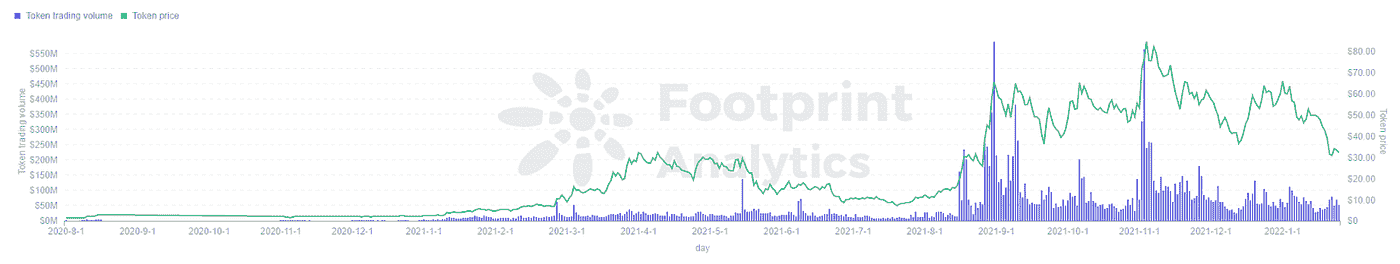 Token trading volume Token price
$550M
$500M
$450M
$400M
$350M
$300M
$250M
$200M
$150M
$100M
$50M
$0M
Token trading volume
Footprint
Analytics
$80.00
$70.00
$60.00
$50.00
$40.00
$30.00
$20.00
$10.00
$0
Token price
2020-8-1 2020-9-1 2020-10-1 2020-11-1 2020-12-1 2021-1-1 2021-2-1 2021-3-1 2021-4-1 2021-5-1 2021-6-1 2021-7-1 2021-8-1 2021-9-1 2021-10-1 2021-11-1 2021-12-1 2022-1-1
day